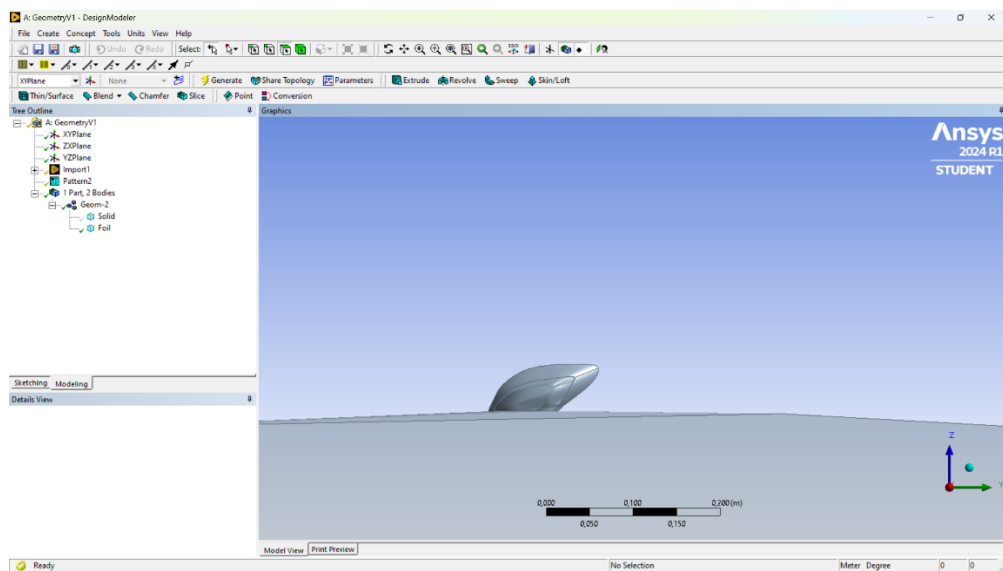 A: GeometryV1 - DesignModeler
File Create Concept Tools Units View Help
Undo Redo Select:
XYPlane None Generate Share Topology Parameters Extrude Revolve Sweep Skin/Loft
Thin/Surface Blend Chamfer Slice Point Conversion
Tree Outline
A: GeometryV1
XYPlane
ZXPlane
YZPlane
Import1
Pattern2
1 Part, 2 Bodies
Geom-2
Solid
Foil
Sketching Modeling
Details View
Graphics
Ansys
2024 R1
STUDENT
Z
Y
0,000 0,100 0,200 (m)
0,050 0,150
Model View Print Preview
Ready No Selection Meter Degree 0 0